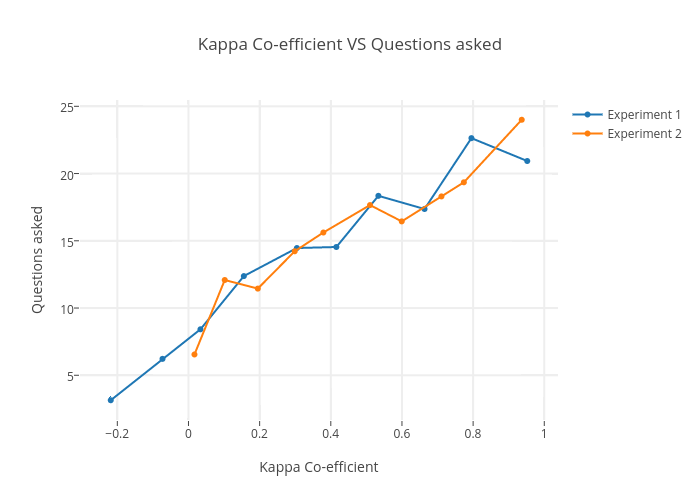 Kappa Co-efficient VS Questions asked
25
20
15
10
5
Questions asked
−0.2
0
0.2
0.4
0.6
0.8
1
Kappa Co-efficient
Experiment 1
Experiment 2